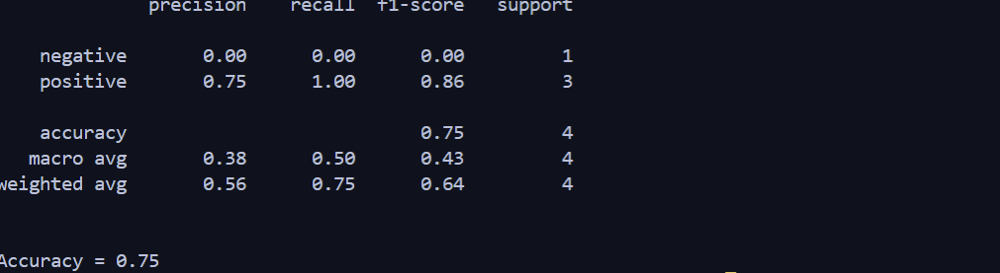 precision recall f1-score support
negative 0.00 0.00 0.00 1
positive 0.75 1.00 0.86 3
accuracy 0.75 4
macro avg 0.38 0.50 0.43 4
weighted avg 0.56 0.75 0.64 4
Accuracy = 0.75